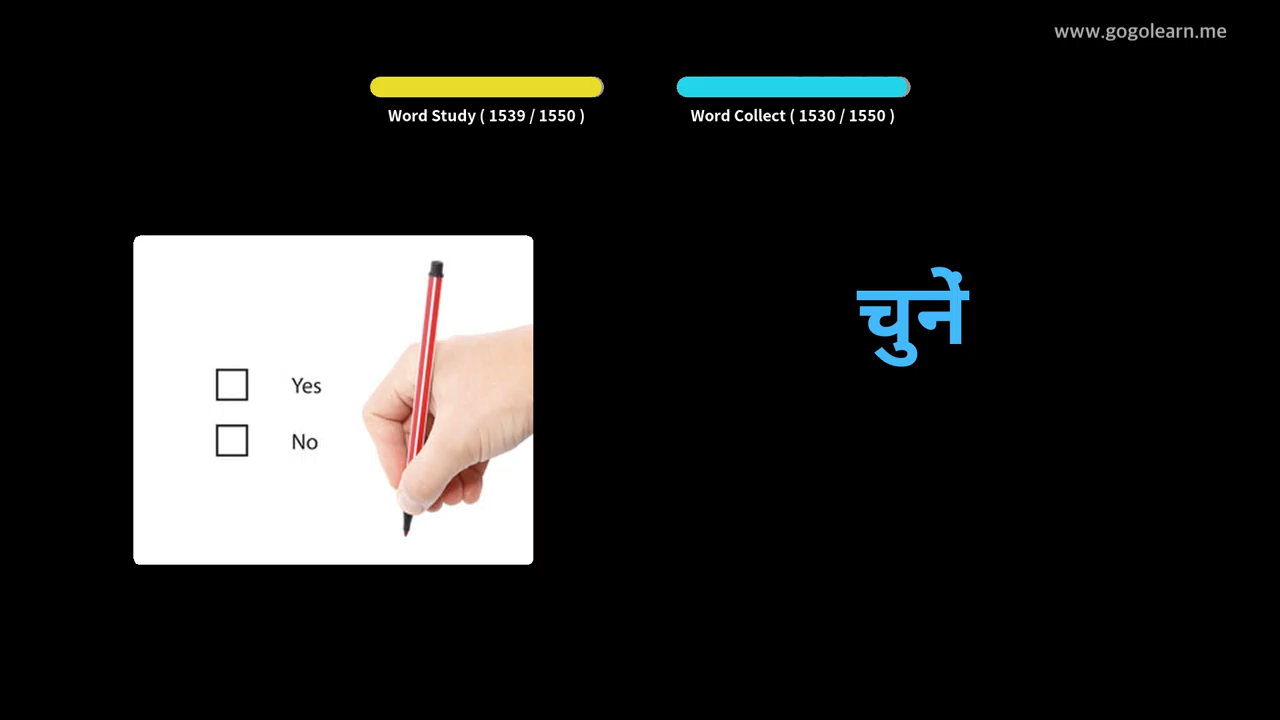 www.gogolearn.me
Word Study ( 1539 / 1550 )
Word Collect ( 1530 / 1550 )
चुनें
Yes
No